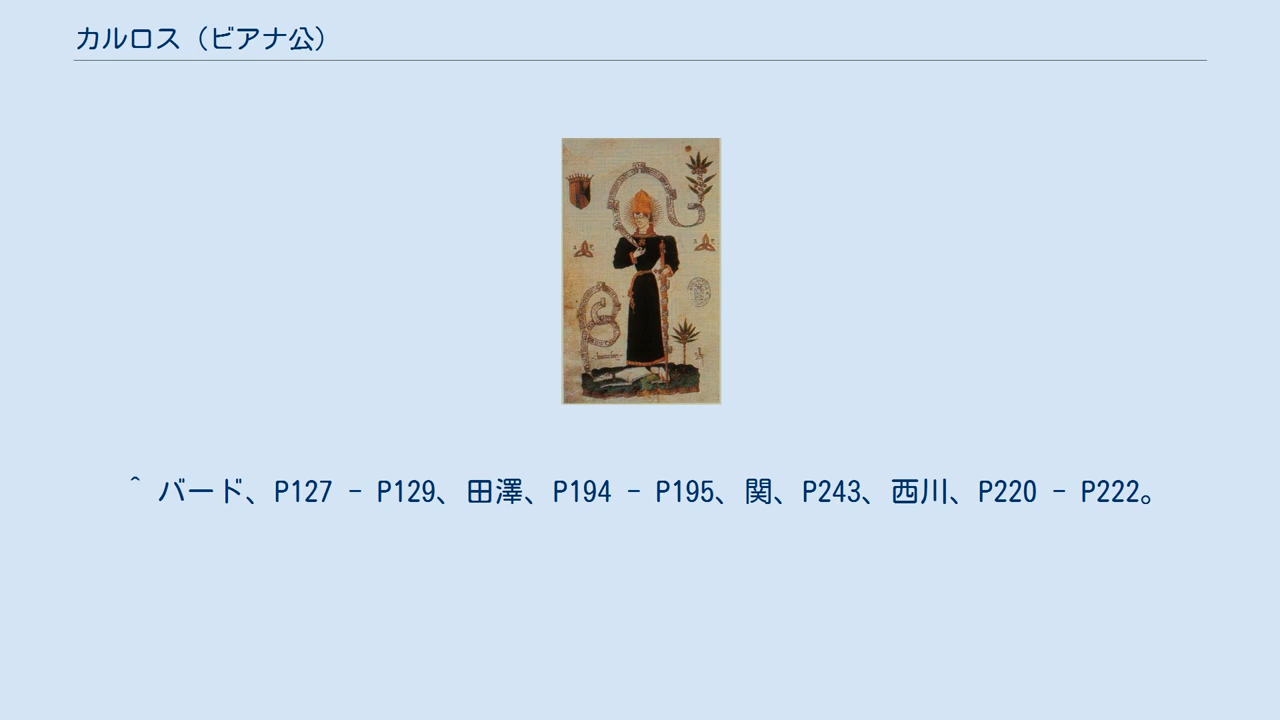 カルロス（ビアナ公）
^ バード、P127 - P129、田澤、P194 - P195、関、P243、西川、P220 - P222。